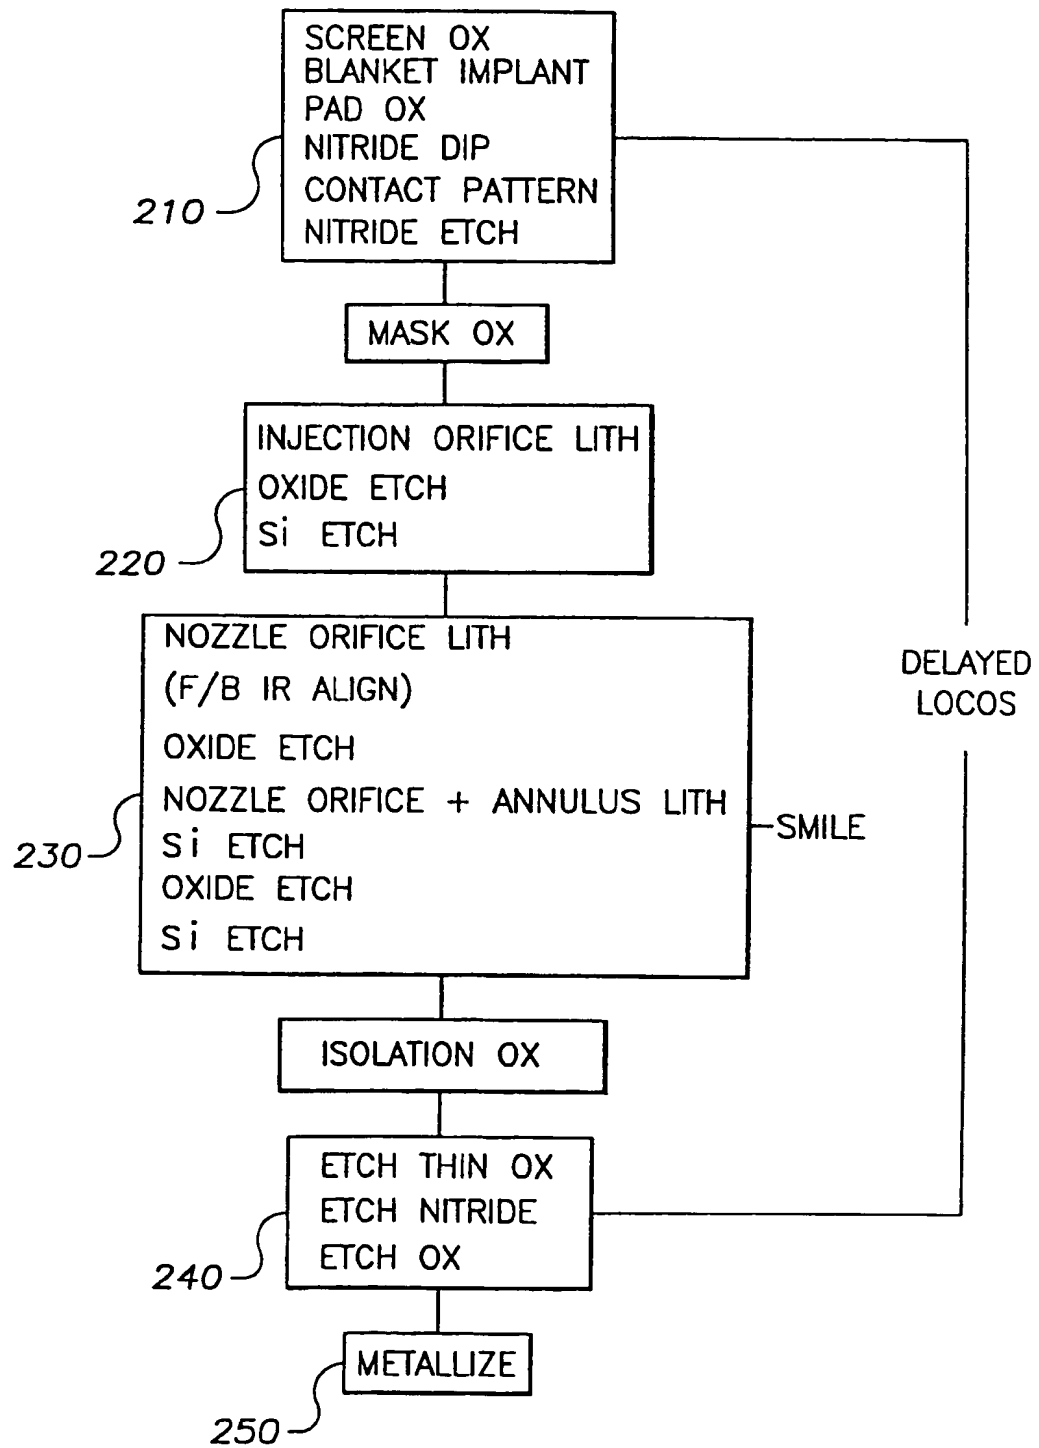 SCREEN OX
BLANKET IMPLANT
PAD OX
NITRIDE DIP
CONTACT PATTERN
NITRIDE ETCH
210
MASK OX
INJECTION ORIFICE LITH
OXIDE ETCH
Si ETCH
220
NOZZLE ORIFICE LITH
(F/B IR ALIGN)
OXIDE ETCH
NOZZLE ORIFICE + ANNULUS LITH
Si ETCH
OXIDE ETCH
Si ETCH
230
SMILE
DELAYED
LOCOS
ISOLATION OX
ETCH THIN OX
ETCH NITRIDE
ETCH OX
240
METALLIZE
250